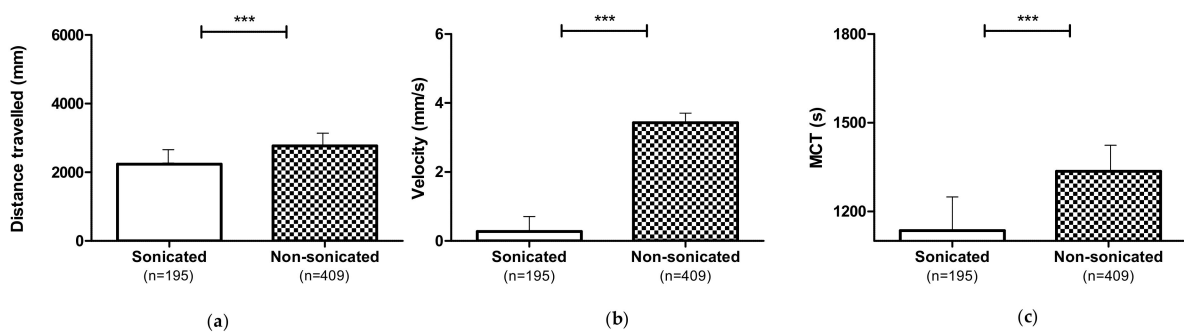 ***
Distance travelled (mm)
6000
4000
2000
0
Sonicated
(n=195)
Non-sonicated
(n=409)
(a)
***
Velocity (mm/s)
6
4
2
0
Sonicated
(n=195)
Non-sonicated
(n=409)
(b)
***
MCT (s)
1800
1500
1200
Sonicated
(n=195)
Non-sonicated
(n=409)
(c)